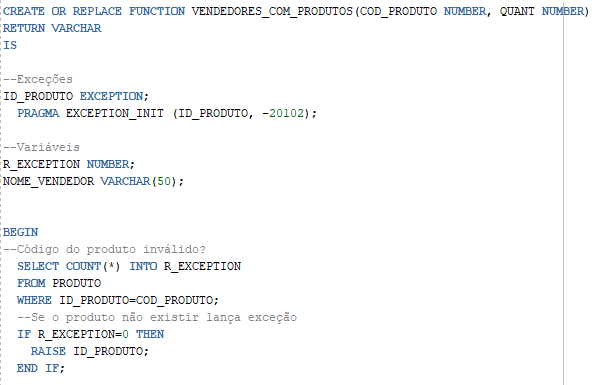 CREATE OR REPLACE FUNCTION VENDEDORES_COM_PRODUTOS(COD_PRODUTO NUMBER, QUANT NUMBER)
RETURN VARCHAR
IS
--Exceções
ID_PRODUTO EXCEPTION;
PRAGMA EXCEPTION_INIT (ID_PRODUTO, -20102);
--Variáveis
R_EXCEPTION NUMBER;
NOME_VENDEDOR VARCHAR(50);
BEGIN
--Código do produto inválido?
SELECT COUNT(*) INTO R_EXCEPTION
FROM PRODUTO
WHERE ID_PRODUTO=COD_PRODUTO;
--Se o produto não existir lança exceção
IF R_EXCEPTION=0 THEN
RAISE ID_PRODUTO;
END IF;